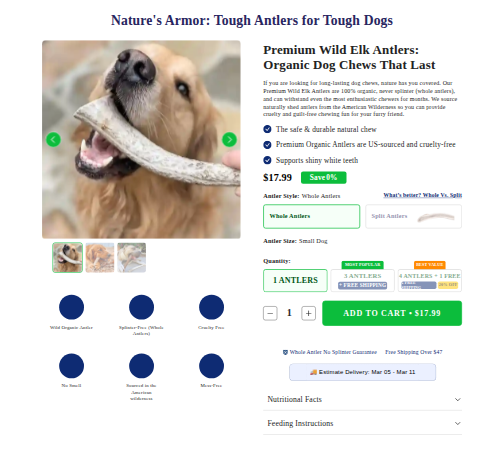 Nature's Armor: Tough Antlers for Tough Dogs
Premium Wild Elk Antlers:
Organic Dog Chews That Last
If you are looking for long-lasting dog chews, nature has you covered. Our
Premium Wild Elk Antlers are 100% organic, never splinter (whole antlers),
and can withstand even the most enthusiastic chewers for months. We source
naturally shed antlers from the American Wilderness so you can provide
cruelty and guilt-free chewing fun for your furry friend.
The safe & durable natural chew
Premium Organic Antlers are US-sourced and cruelty-free
Supports shiny white teeth
$17.99 Save 0%
Antler Style: Whole Antlers What's better? Whole Vs. Split
Whole Antlers Split Antlers
Antler Size: Small Dog
Quantity:
MOST POPULAR BEST VALUE
1 ANTLERS 3 ANTLERS 4 ANTLERS + 1 FREE
+ FREE SHIPPING
− 1 + ADD TO CART • $17.99
Wild Organic Antler
Splinter-Free (Whole
Antlers)
Cruelty Free
No Smell
Sourced in the
American
wilderness
Mess-Free
Whole Antler No Splinter Guarantee Free Shipping Over $47
🚚 Estimate Delivery: Mar 05 - Mar 11
Nutritional Facts
Feeding Instructions